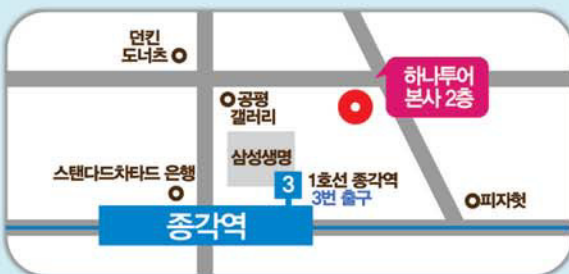 던킨
도너츠
하나투어
본사 2층
공평
갤러리
삼성생명
스탠다드차타드 은행
3
1호선 종각역
3번 출구
피자헛
종각역